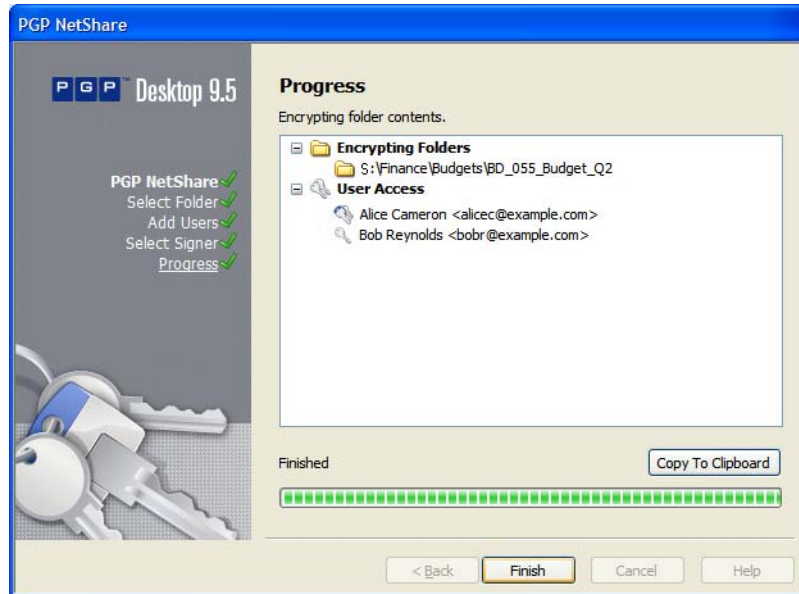 PGP NetShare
PGP™ Desktop 9.5
PGP NetShare
Select Folder
Add Users
Select Signer
Progress
Progress
Encrypting folder contents.
Encrypting Folders
S:\Finance\Budgets\BD_055_Budget_Q2
User Access
Alice Cameron <alicec@example.com>
Bob Reynolds <bobr@example.com>
Finished
Copy To Clipboard
< Back
Finish
Cancel
Help